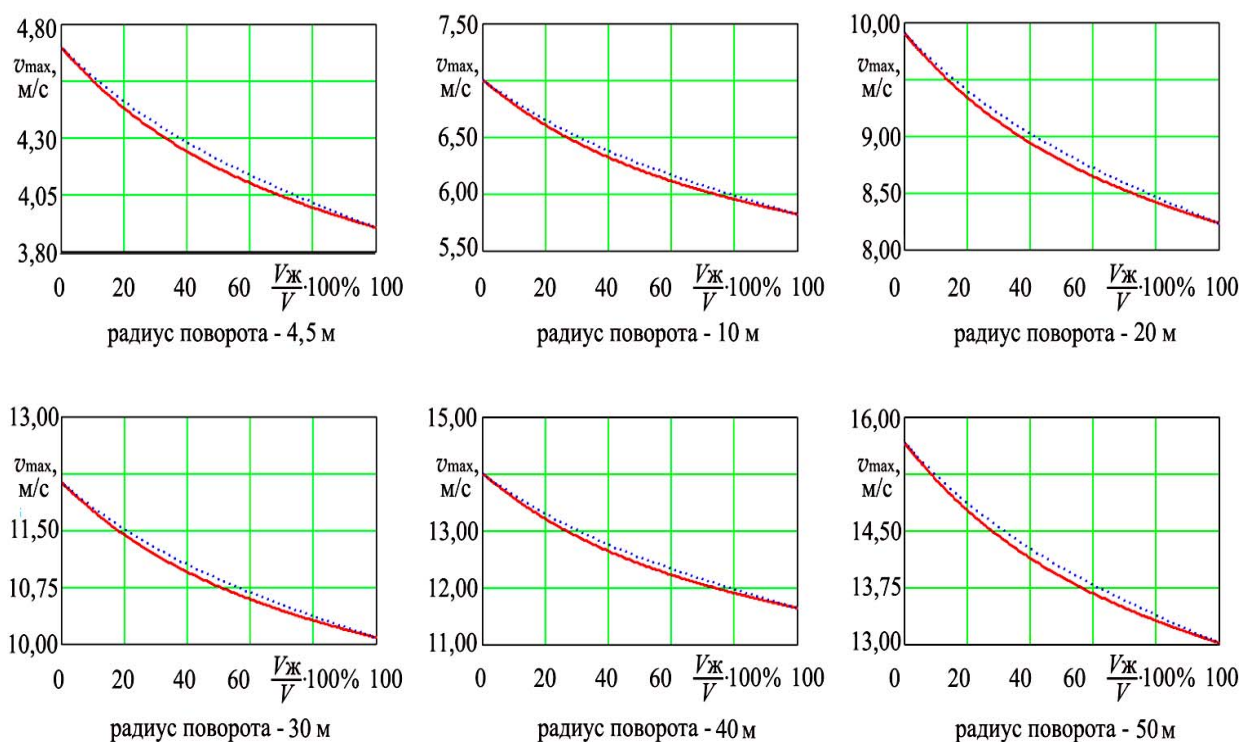 4,80
vmax,
м/с
4,30
4,05
3,80
0 20 40 60 Vж/V·100% 100
радиус поворота - 4,5 м
7,50
vmax,
м/с
6,50
6,00
5,50
0 20 40 60 Vж/V·100% 100
радиус поворота - 10 м
10,00
vmax,
м/с
9,00
8,50
8,00
0 20 40 60 Vж/V·100% 100
радиус поворота - 20 м
13,00
vmax,
м/с
11,50
10,75
10,00
0 20 40 60 Vж/V·100% 100
радиус поворота - 30 м
15,00
vmax,
м/с
13,00
12,00
11,00
0 20 40 60 Vж/V·100% 100
радиус поворота - 40 м
16,00
vmax,
м/с
14,50
13,75
13,00
0 20 40 60 Vж/V·100% 100
радиус поворота - 50 м